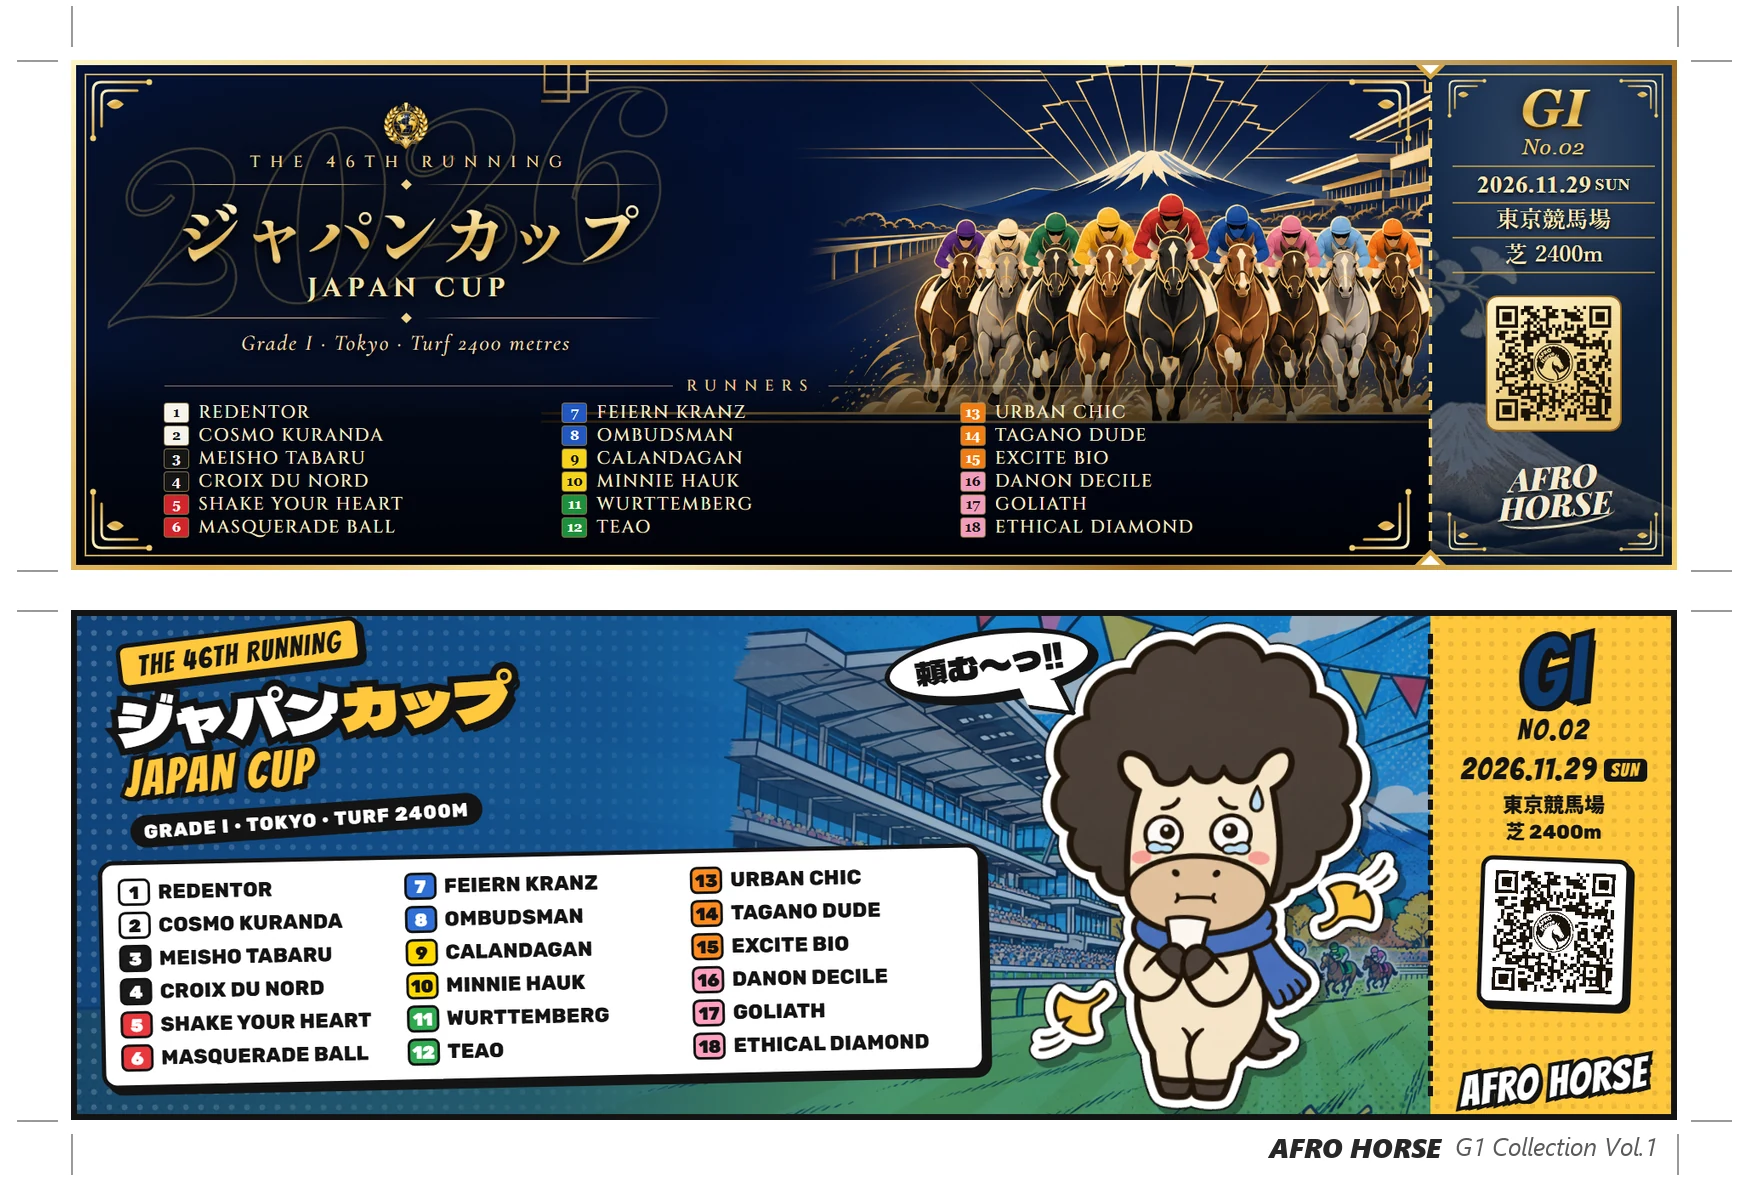 2026
THE 46TH RUNNING
ジャパンカップ
JAPAN CUP
Grade I · Tokyo · Turf 2400 metres
RUNNERS
1 REDENTOR
2 COSMO KURANDA
3 MEISHO TABARU
4 CROIX DU NORD
5 SHAKE YOUR HEART
6 MASQUERADE BALL
7 FEIERN KRANZ
8 OMBUDSMAN
9 CALANDAGAN
10 MINNIE HAUK
11 WURTTEMBERG
12 TEAO
13 URBAN CHIC
14 TAGANO DUDE
15 EXCITE BIO
16 DANON DECILE
17 GOLIATH
18 ETHICAL DIAMOND
GI
No.02
2026.11.29 SUN
東京競馬場
芝 2400m
AFRO
HORSE
THE 46TH RUNNING
ジャパンカップ
JAPAN CUP
GRADE I • TOKYO • TURF 2400M
頼む〜っ!!
1 REDENTOR
2 COSMO KURANDA
3 MEISHO TABARU
4 CROIX DU NORD
5 SHAKE YOUR HEART
6 MASQUERADE BALL
7 FEIERN KRANZ
8 OMBUDSMAN
9 CALANDAGAN
10 MINNIE HAUK
11 WURTTEMBERG
12 TEAO
13 URBAN CHIC
14 TAGANO DUDE
15 EXCITE BIO
16 DANON DECILE
17 GOLIATH
18 ETHICAL DIAMOND
GI
NO.02
2026.11.29 SUN
東京競馬場
芝 2400m
AFRO HORSE
AFRO HORSE G1 Collection Vol.1